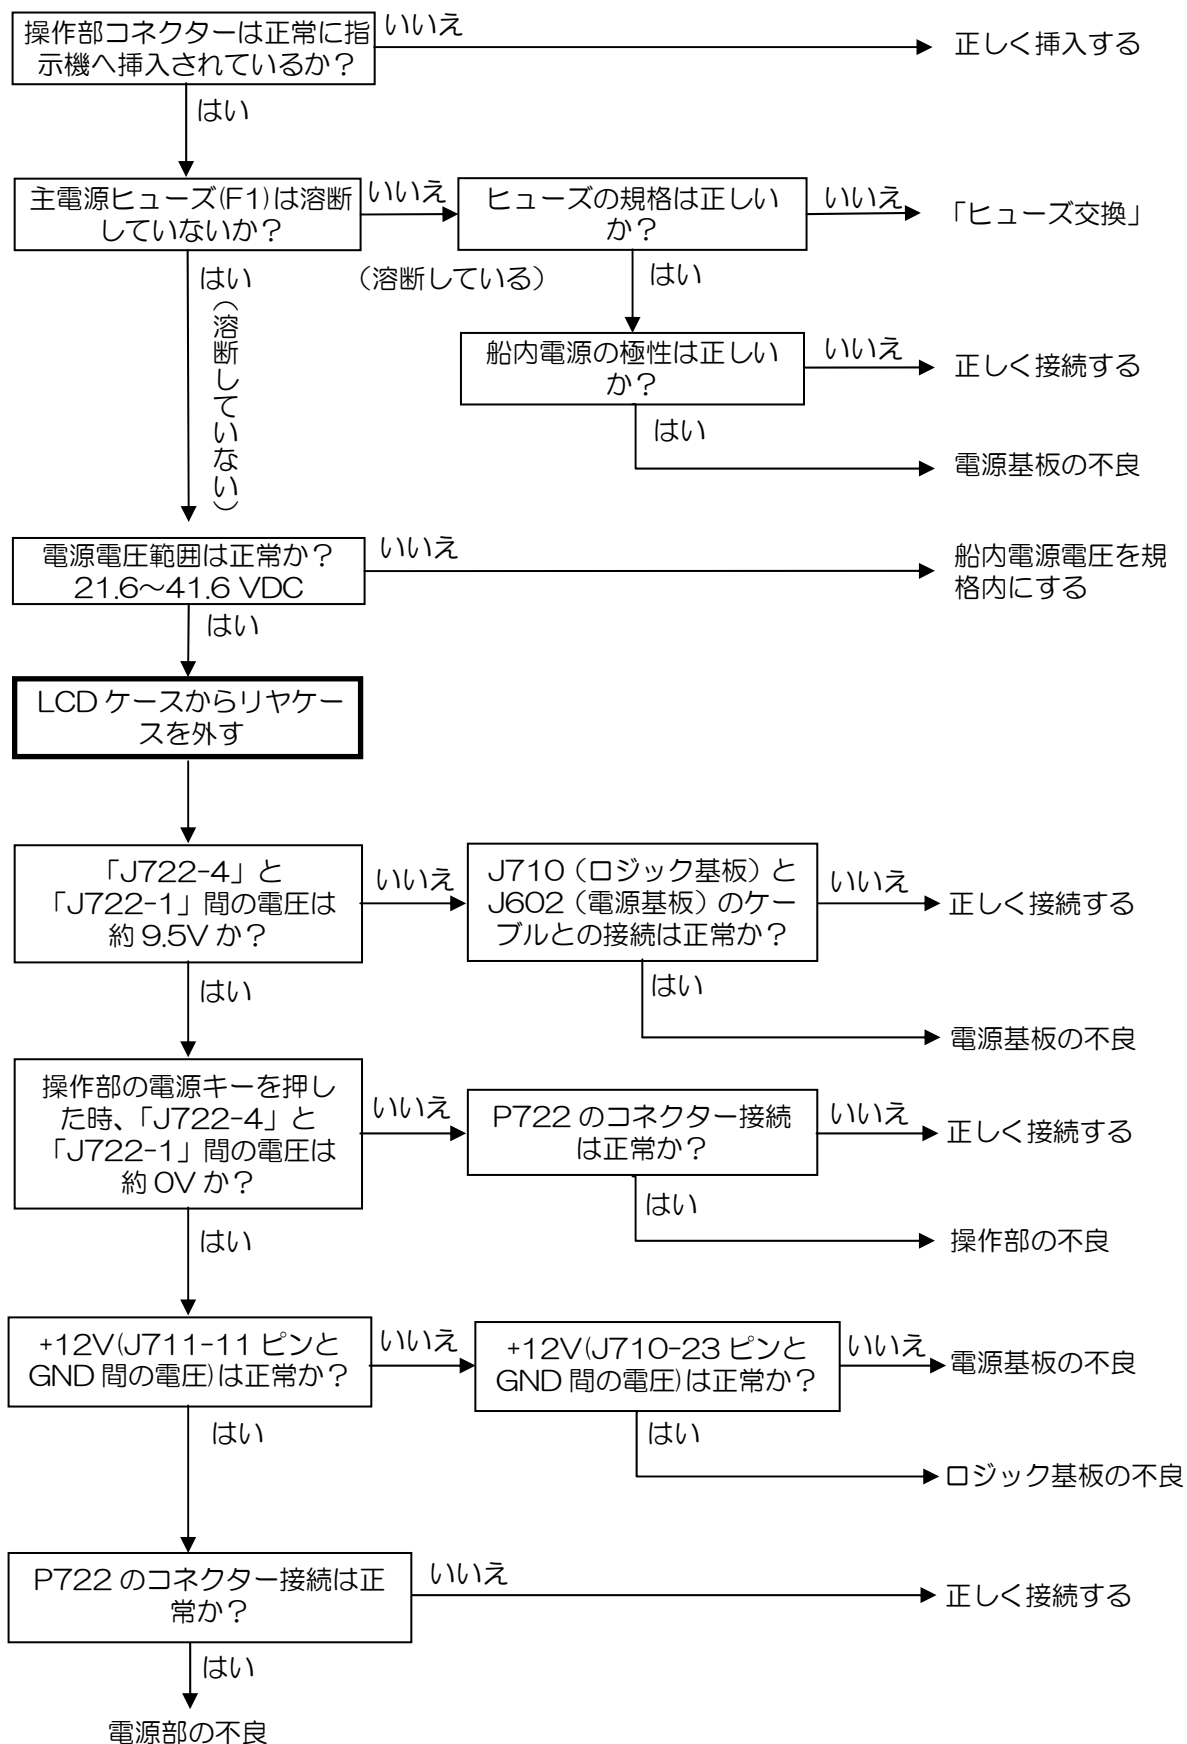 操作部コネクターは正常に指
示機へ挿入されているか？
いいえ
正しく挿入する
はい
主電源ヒューズ(F1)は溶断
していないか？
いいえ
（溶断している）
ヒューズの規格は正しい
か？
いいえ
「ヒューズ交換」
はい
（溶断していない）
はい
船内電源の極性は正しい
か？
いいえ
正しく接続する
はい
電源基板の不良
電源電圧範囲は正常か？
21.6～41.6 VDC
いいえ
船内電源電圧を規
格内にする
はい
LCD ケースからリヤケー
スを外す
「J722-4」と
「J722-1」間の電圧は
約 9.5V か？
いいえ
J710（ロジック基板）と
J602（電源基板）のケー
ブルとの接続は正常か？
いいえ
正しく接続する
はい
はい
電源基板の不良
操作部の電源キーを押し
た時、「J722-4」と
「J722-1」間の電圧は
約 0V か？
いいえ
P722 のコネクター接続
は正常か？
いいえ
正しく接続する
はい
はい
操作部の不良
+12V(J711-11 ピンと
GND 間の電圧)は正常か？
いいえ
+12V(J710-23 ピンと
GND 間の電圧)は正常か？
いいえ
電源基板の不良
はい
はい
ロジック基板の不良
P722 のコネクター接続は正
常か？
いいえ
正しく接続する
はい
電源部の不良